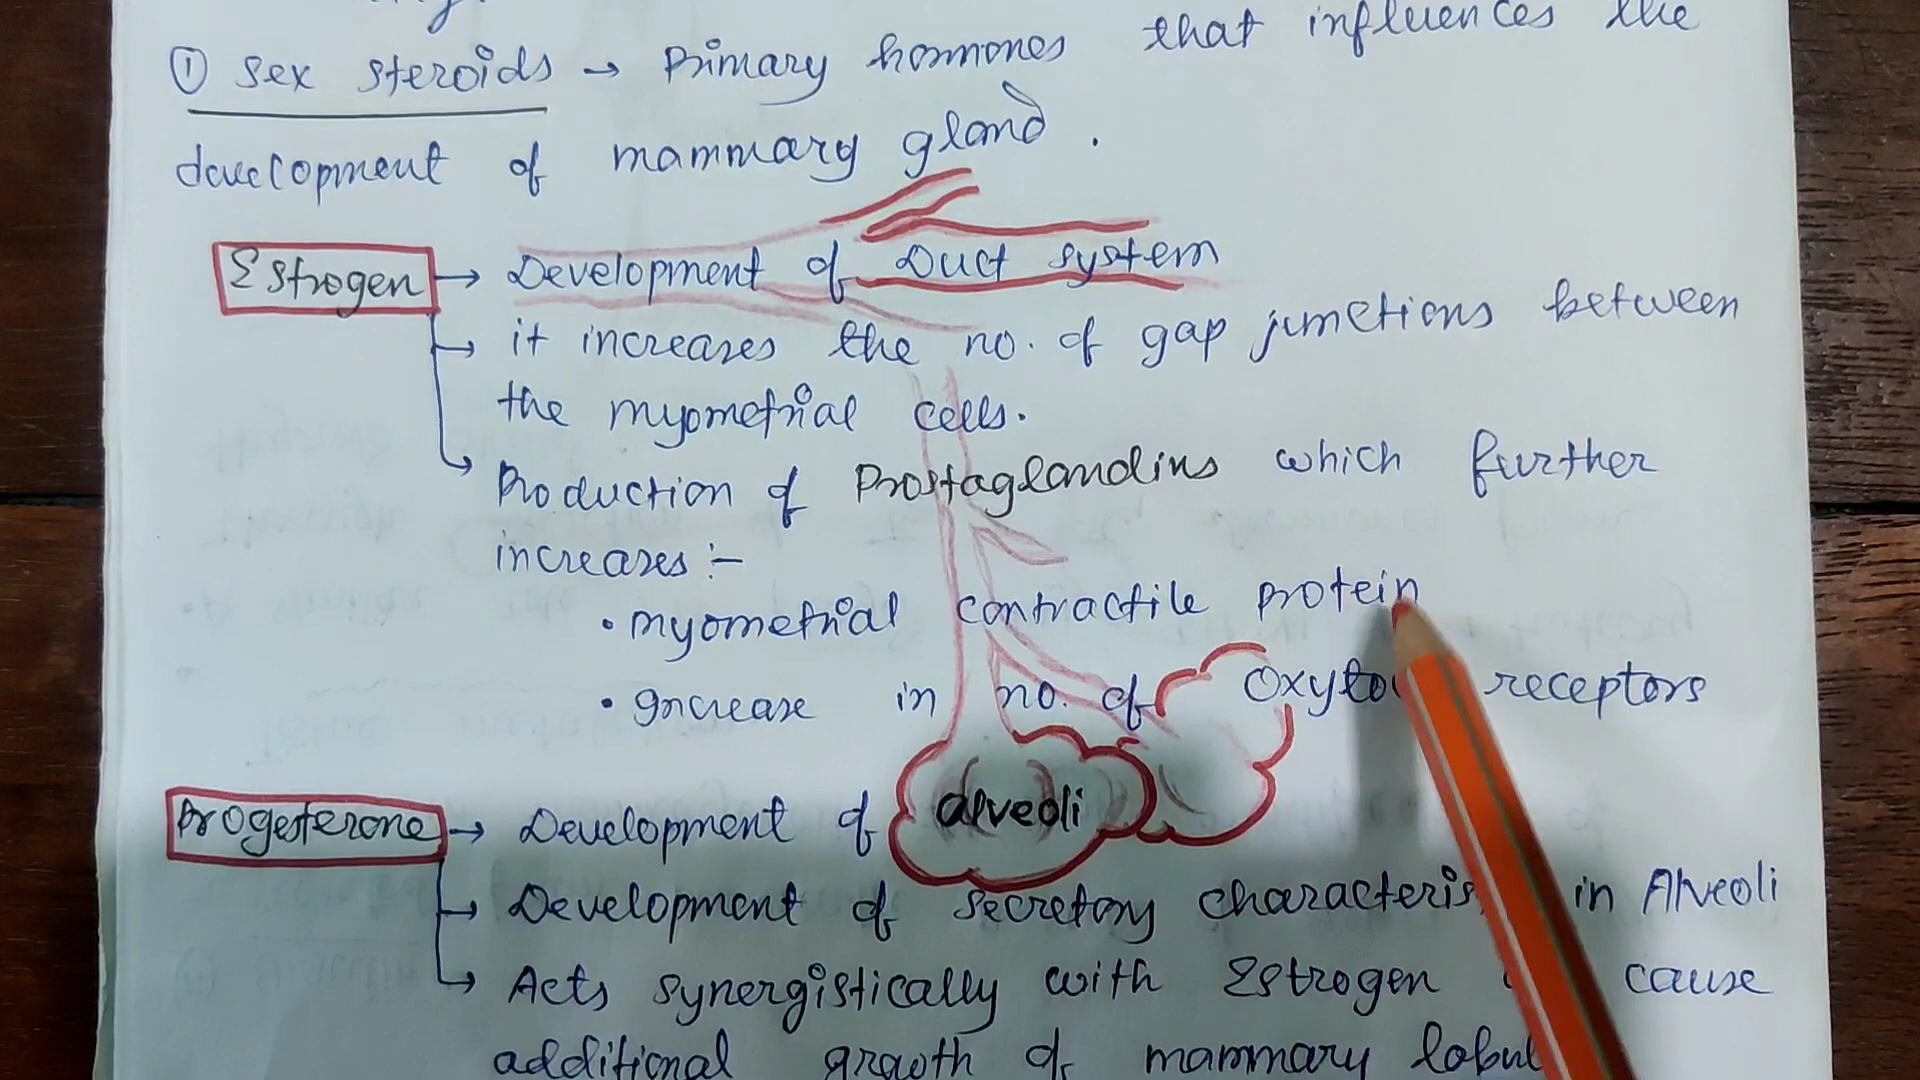 ① Sex steroids → Primary hormones that influences the
development of mammary gland.
Estrogen → Development of Duct system
→ it increases the no. of gap junctions between
the myometrial cells.
→ Production of Prostaglandins which further
increases :-
• myometrial contractile protein
• Increase in no. of Oxyto receptors
Progesterone → Development of alveoli
→ Development of secretory characteris in Alveoli
→ Acts synergistically with Estrogen cause
additional growth of mammary lobul